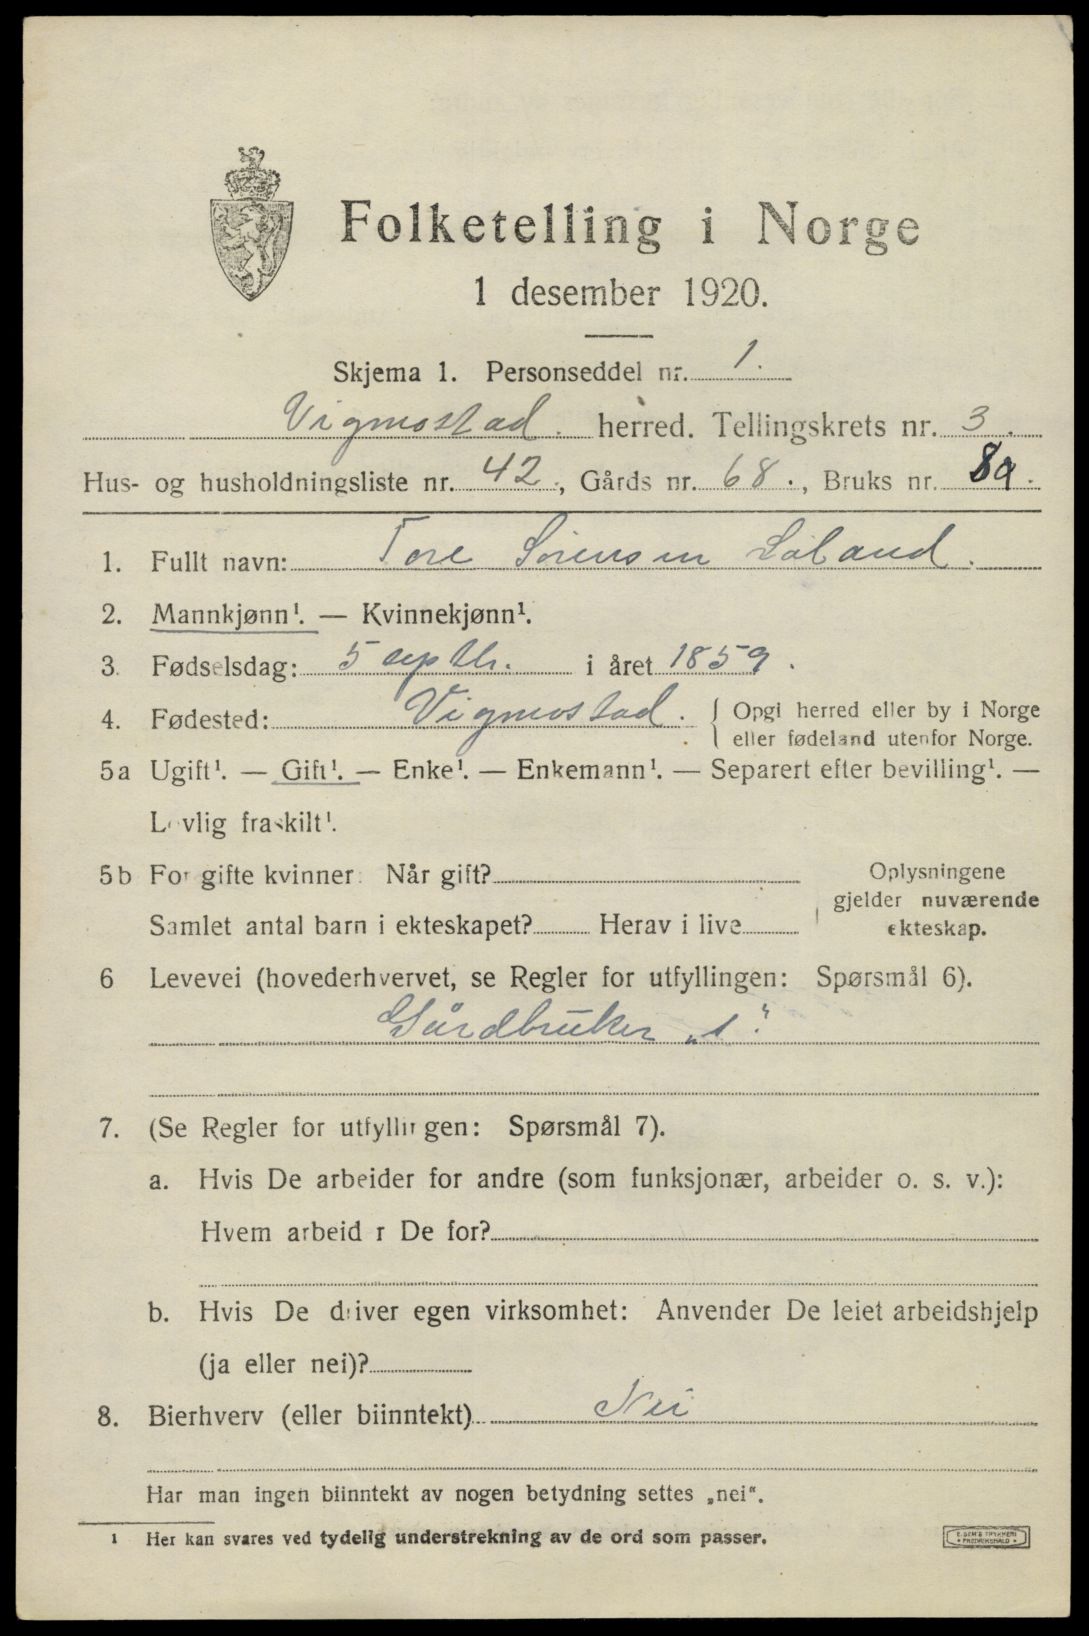 Folketelling i Norge
1 desember 1920.
Skjema 1. Personseddel nr. 1.
Vigmostad. herred. Tellingskrets nr. 3.
Hus- og husholdningsliste nr. 42., Gårds nr. 68., Bruks nr.
1. Fullt navn: Tore Sørensen Løland.
2. Mannkjønn¹. — Kvinnekjønn¹.
3. Fødselsdag: 5 septbr. i året 1859.
4. Fødested: Vigmostad. { Opgi herred eller by i Norge
eller fødeland utenfor Norge.
5a Ugift¹. — Gift¹. — Enke¹. — Enkemann¹. — Separert efter bevilling¹. —
Lovlig fraskilt¹.
5b For gifte kvinner: Når gift?
Samlet antal barn i ekteskapet? Herav i live
Oplysningene
gjelder nuværende
ekteskap.
6 Levevei (hovederhvervet, se Regler for utfyllingen: Spørsmål 6).
Gårdbruker „s."
7. (Se Regler for utfyllingen: Spørsmål 7).
a. Hvis De arbeider for andre (som funksjonær, arbeider o. s. v.):
Hvem arbeider De for?
b. Hvis De driver egen virksomhet: Anvender De leiet arbeidshjelp
(ja eller nei)?
8. Bierhverv (eller biinntekt) Nei
Har man ingen biinntekt av nogen betydning settes „nei".
1 Her kan svares ved tydelig understrekning av de ord som passer.